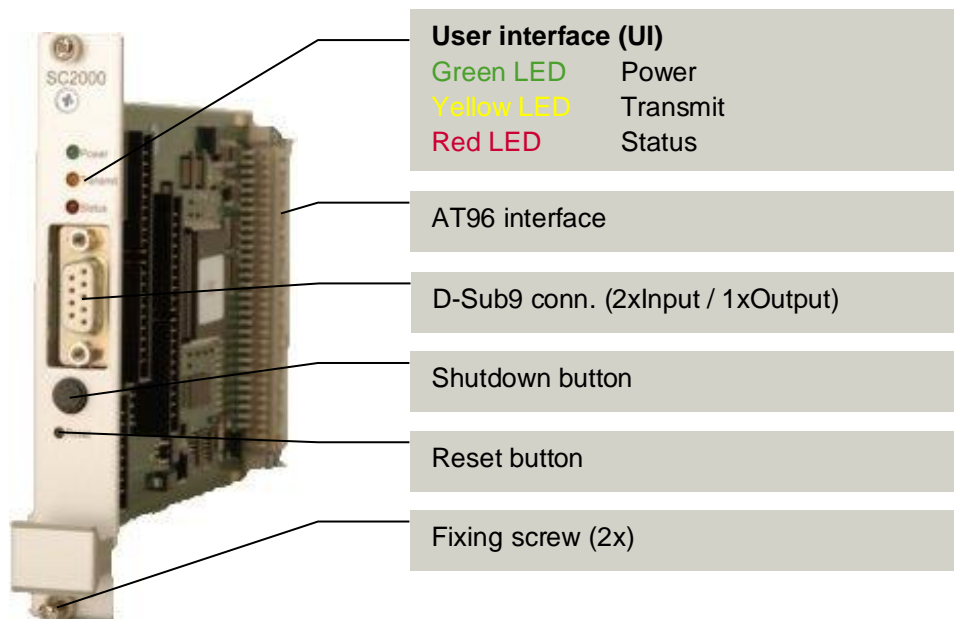 SC2000
Power
Transmit
Status
Reset
User interface (UI)
Green LED Power
Yellow LED Transmit
Red LED Status
AT96 interface
D-Sub9 conn. (2xInput / 1xOutput)
Shutdown button
Reset button
Fixing screw (2x)